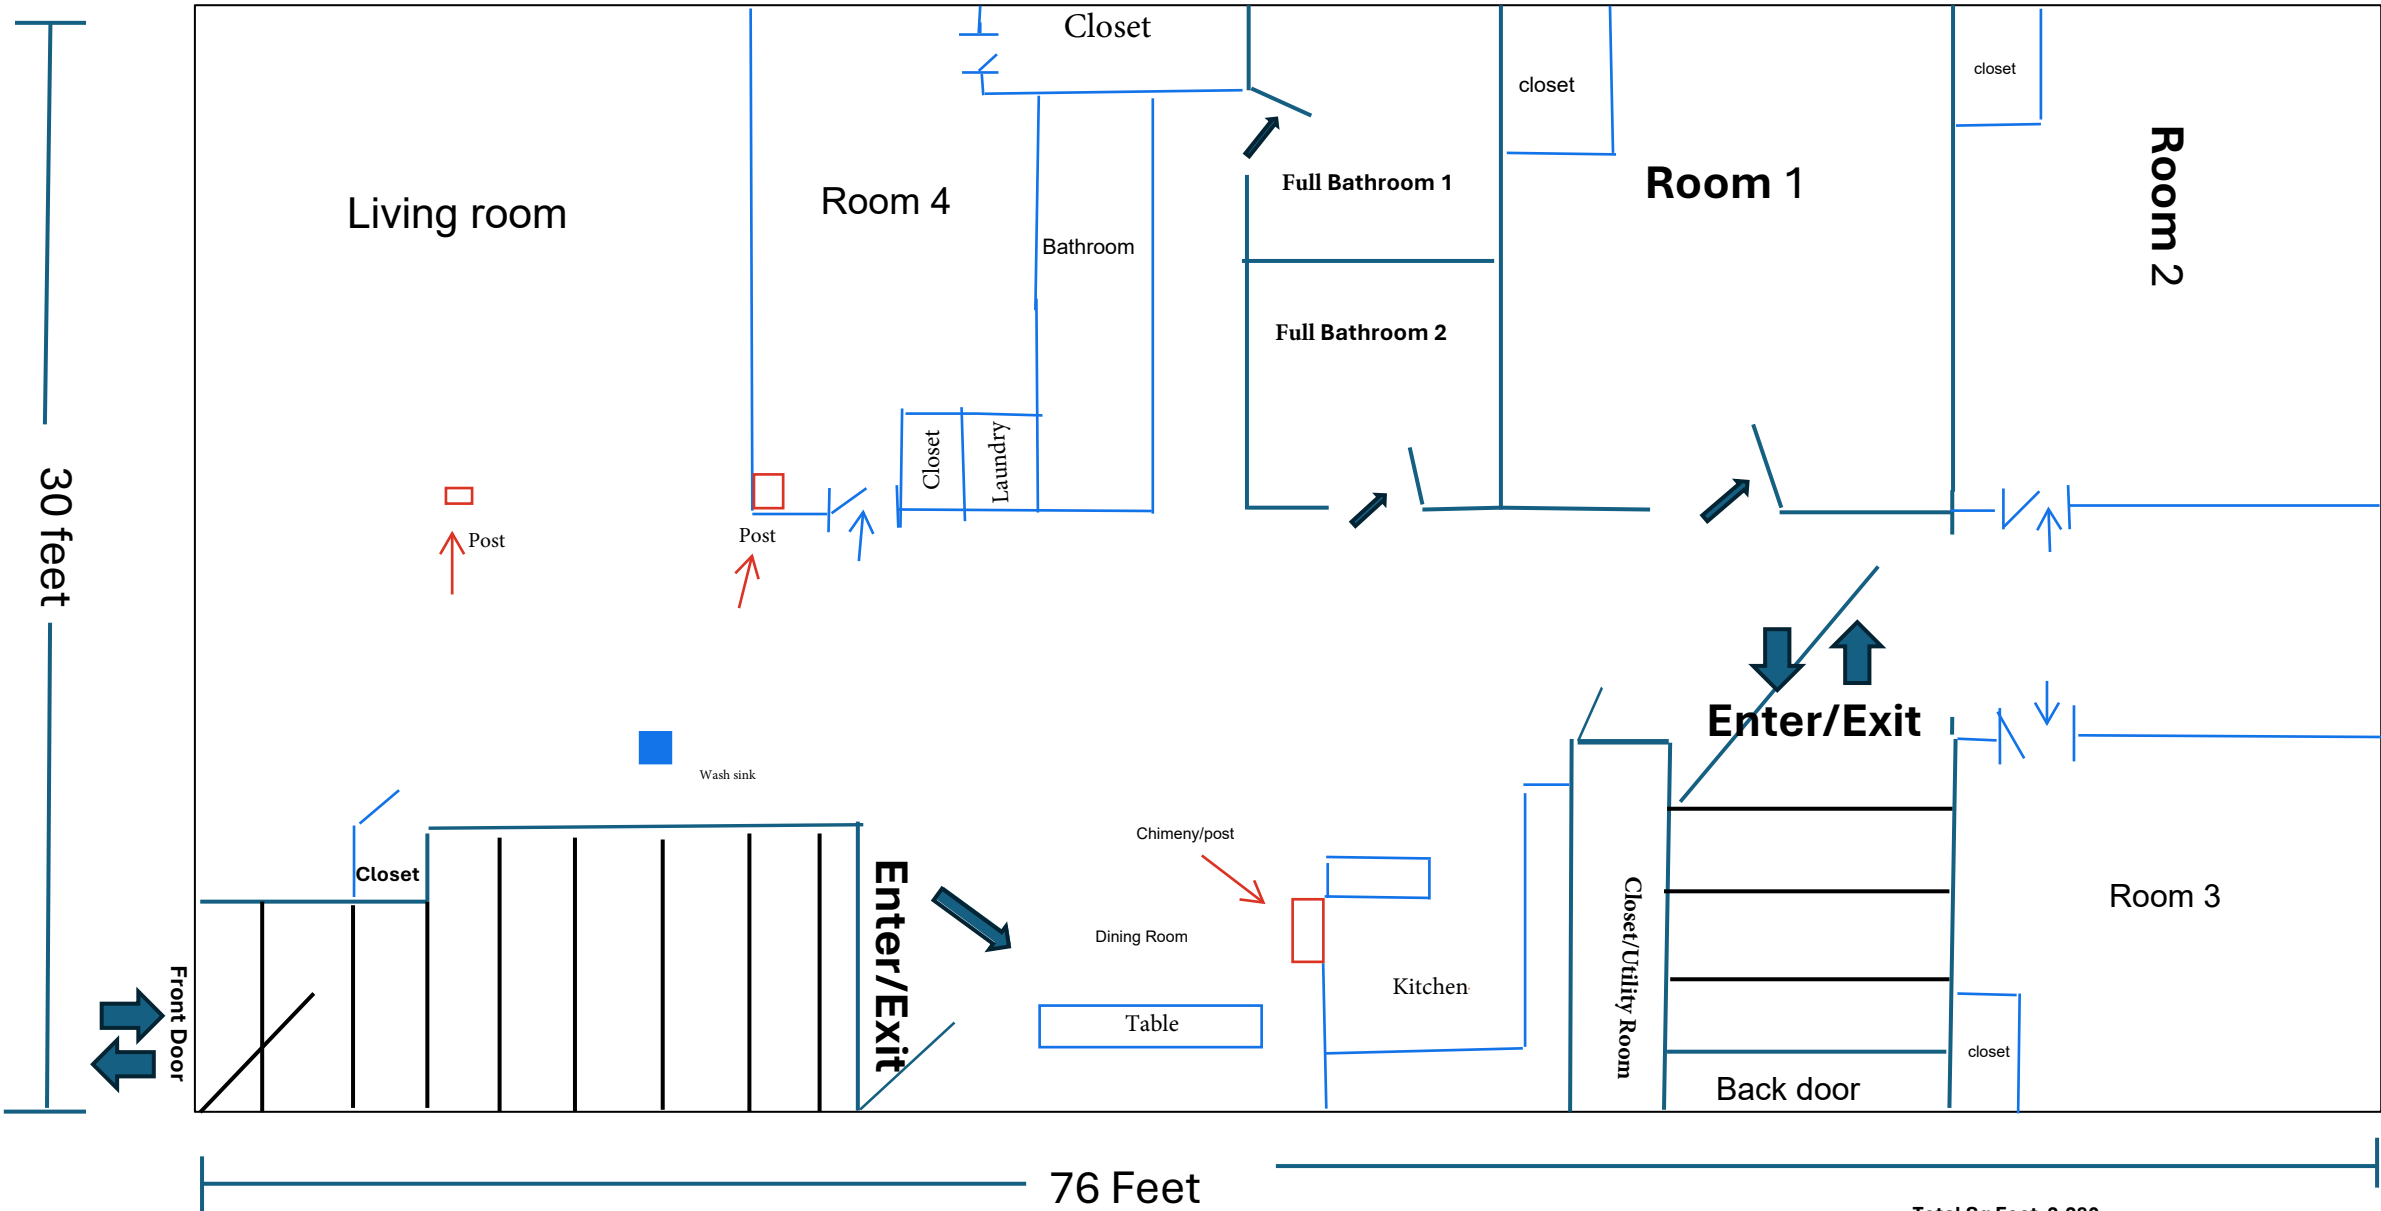 Closet
closet
closet
Full Bathroom 1
Room 1
Room 2
Living room
Room 4
Bathroom
Full Bathroom 2
Closet
Laundry
30 feet
Post
Post
Enter/Exit
Wash sink
Chimeny/post
Closet
Enter/Exit
Dining Room
Kitchen
Closet/Utility Room
Room 3
Front Door
Table
closet
Back door
76 Feet